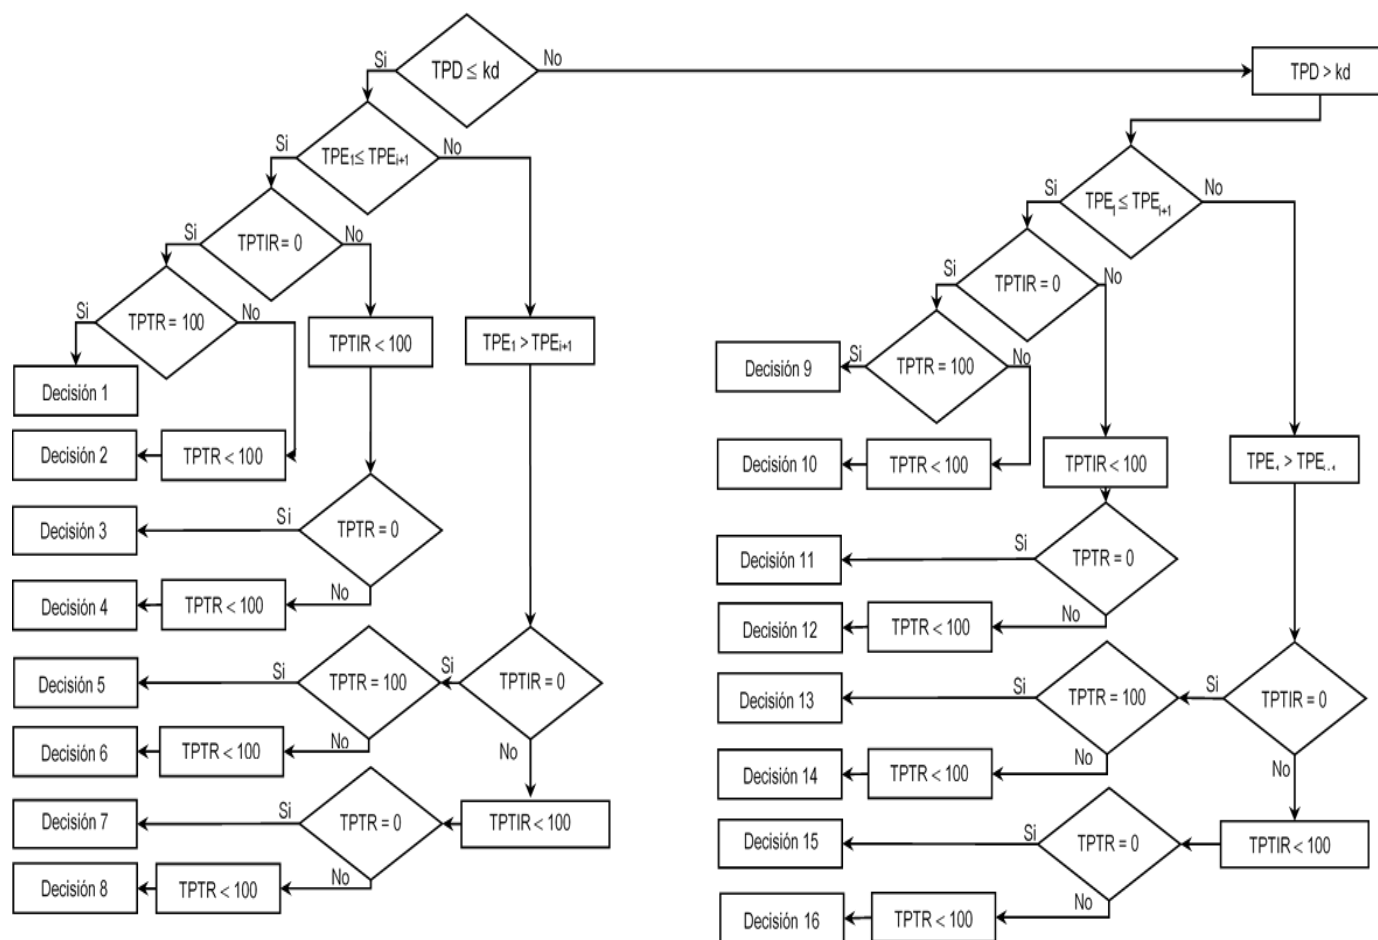 TPD ≤ kd
Si
No
TPD > kd
TPE₁ ≤ TPEᵢ₊₁
Si
No
TPTIR = 0
Si
No
TPTR = 100
Si
No
TPTIR < 100
TPE₁ > TPEᵢ₊₁
Decisión 1
Decisión 2
TPTR < 100
Decisión 3
Si
TPTR = 0
Decisión 4
TPTR < 100
No
Decisión 5
Si
TPTR = 100
Si
TPTIR = 0
Decisión 6
TPTR < 100
No
No
Decisión 7
Si
TPTR = 0
TPTIR < 100
Decisión 8
TPTR < 100
No
Si
TPE ≤ TPEᵢ₊₁
No
Si
TPTIR = 0
No
Decisión 9
Si
TPTR = 100
No
Decisión 10
TPTR < 100
TPTIR < 100
TPE > TPE
Decisión 11
Si
TPTR = 0
Decisión 12
TPTR < 100
No
Decisión 13
Si
TPTR = 100
Si
TPTIR = 0
Decisión 14
TPTR < 100
No
No
Decisión 15
Si
TPTR = 0
TPTIR < 100
Decisión 16
TPTR < 100
No